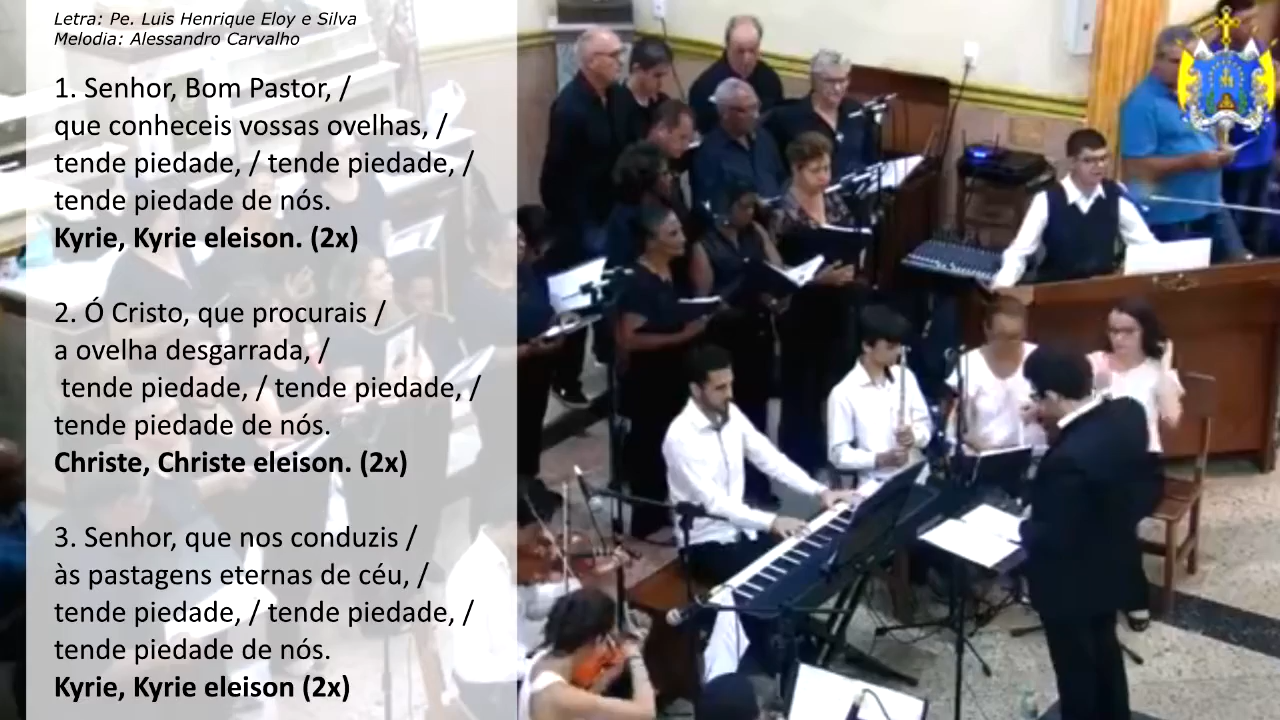 Letra: Pe. Luis Henrique Eloy e Silva
Melodia: Alessandro Carvalho
1. Senhor, Bom Pastor, /
que conheceis vossas ovelhas, /
tende piedade, / tende piedade, /
tende piedade de nós.
Kyrie, Kyrie eleison. (2x)
2. Ó Cristo, que procurais /
a ovelha desgarrada, /
tende piedade, / tende piedade, /
tende piedade de nós.
Christe, Christe eleison. (2x)
3. Senhor, que nos conduzis /
às pastagens eternas de céu, /
tende piedade, / tende piedade, /
tende piedade de nós.
Kyrie, Kyrie eleison (2x)